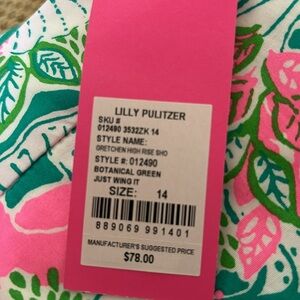 LILLY PULITZER
SKU #
012490 3532ZK 14
STYLE NAME:
GRETCHEN HIGH RISE SHO
STYLE #: 012490
BOTANICAL GREEN
JUST WING IT
SIZE: 14
889069 991401
MANUFACTURER'S SUGGESTED PRICE
$78.00